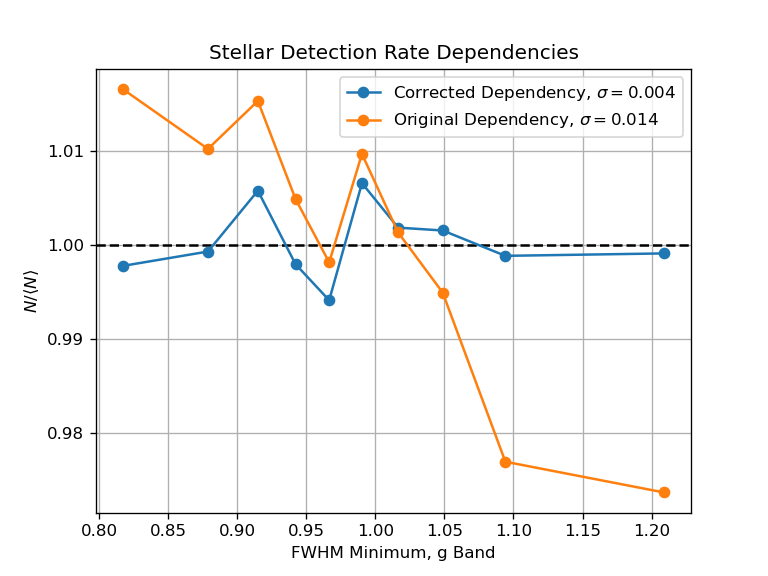 Stellar Detection Rate Dependencies
Corrected Dependency, σ = 0.004
Original Dependency, σ = 0.014
1.01
1.00
0.99
0.98
N/⟨N⟩
0.80 0.85 0.90 0.95 1.00 1.05 1.10 1.15 1.20
FWHM Minimum, g Band